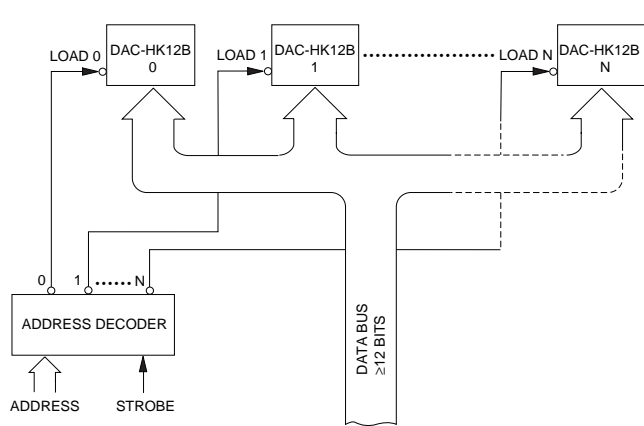 LOAD 0
DAC-HK12B
0
LOAD 1
DAC-HK12B
1
LOAD N
DAC-HK12B
N
0
1
N
ADDRESS DECODER
ADDRESS
STROBE
DATA BUS
≥12 BITS